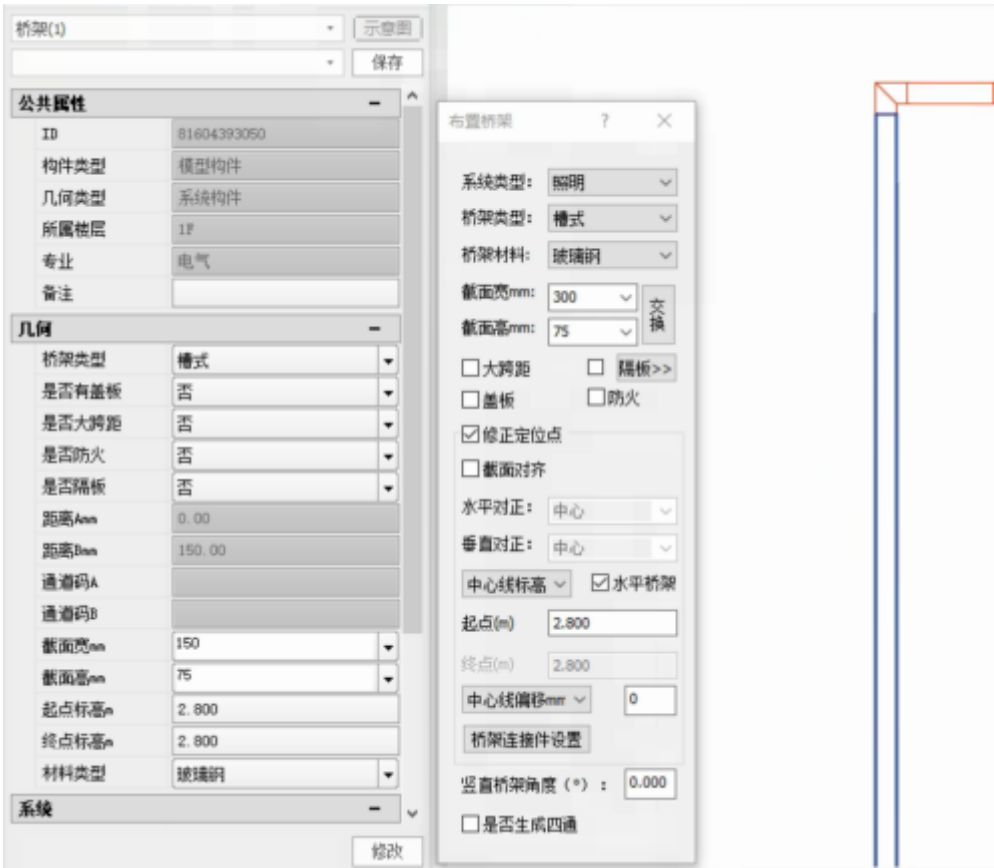 桥架(1)
示意图
保存
公共属性
ID 81604393050
构件类型 模型构件
几何类型 系统构件
所属楼层 1F
专业 电气
备注
几何
桥架类型 槽式
是否有盖板 否
是否大跨距 否
是否防火 否
是否隔板 否
距离Amm 0.00
距离Bmm 150.00
通道码A
通道码B
截面宽mm 150
截面高mm 75
起点标高m 2.800
终点标高m 2.800
材料类型 玻璃钢
系统
修改
布置桥架 ?
系统类型: 照明
桥架类型: 槽式
桥架材料: 玻璃钢
截面宽mm: 300
截面高mm: 75
交换
大跨距 隔板>>
盖板 防火
修正定位点
截面对齐
水平对正: 中心
垂直对正: 中心
中心线标高 水平桥架
起点(m) 2.800
终点(m) 2.800
中心线偏移mm 0
桥架连接件设置
竖直桥架角度(°): 0.000
是否生成四通